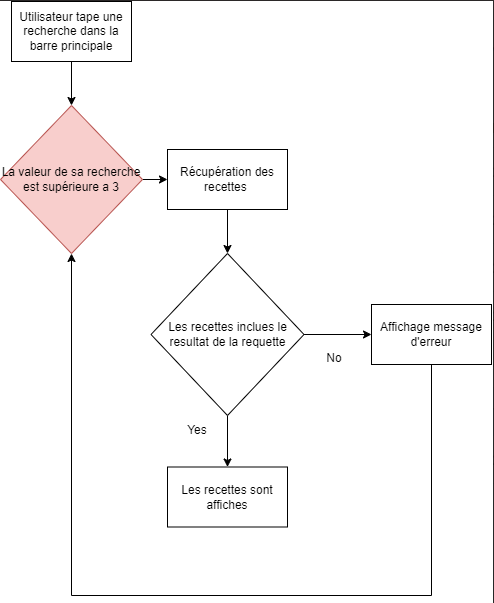 Utilisateur tape une
recherche dans la
barre principale
La valeur de sa recherche
est supérieure a 3
Récupération des
recettes
Les recettes inclues le
resultat de la requette
No
Affichage message
d'erreur
Yes
Les recettes sont
affiches